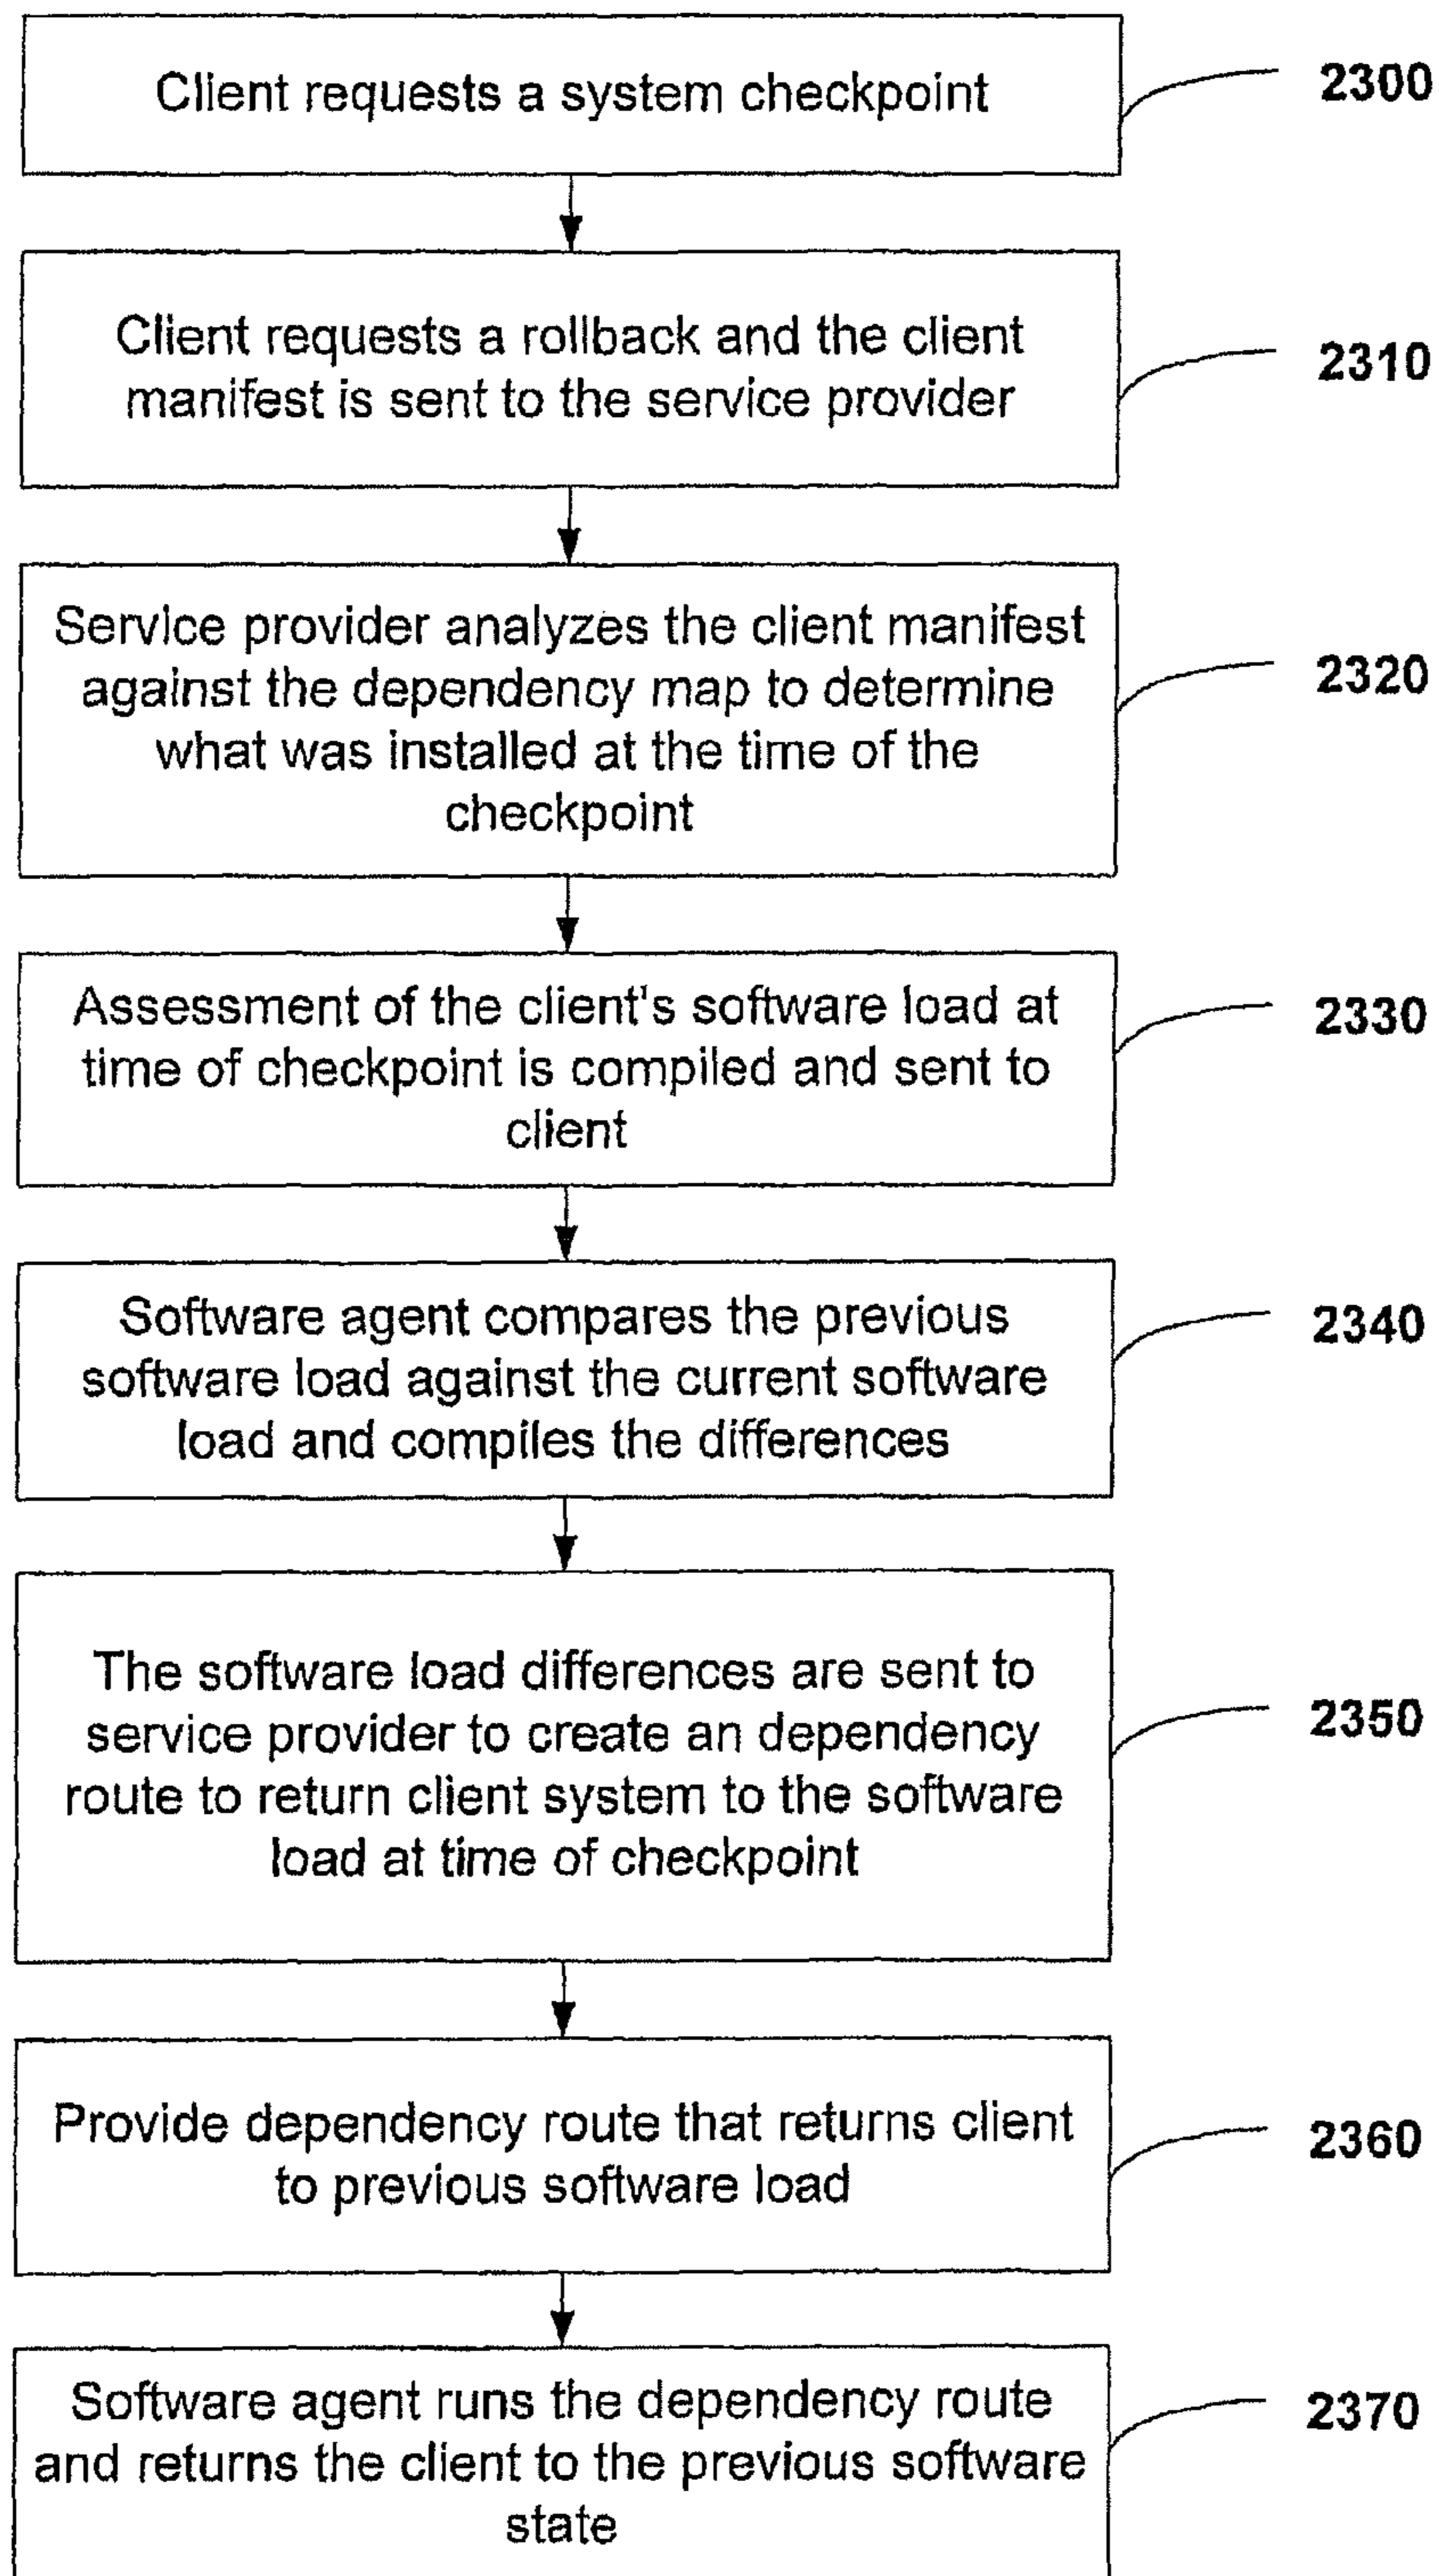 Client requests a system checkpoint
2300
Client requests a rollback and the client
manifest is sent to the service provider
2310
Service provider analyzes the client manifest
against the dependency map to determine
what was installed at the time of the
checkpoint
2320
Assessment of the client's software load at
time of checkpoint is compiled and sent to
client
2330
Software agent compares the previous
software load against the current software
load and compiles the differences
2340
The software load differences are sent to
service provider to create an dependency
route to return client system to the software
load at time of checkpoint
2350
Provide dependency route that returns client
to previous software load
2360
Software agent runs the dependency route
and returns the client to the previous software
state
2370